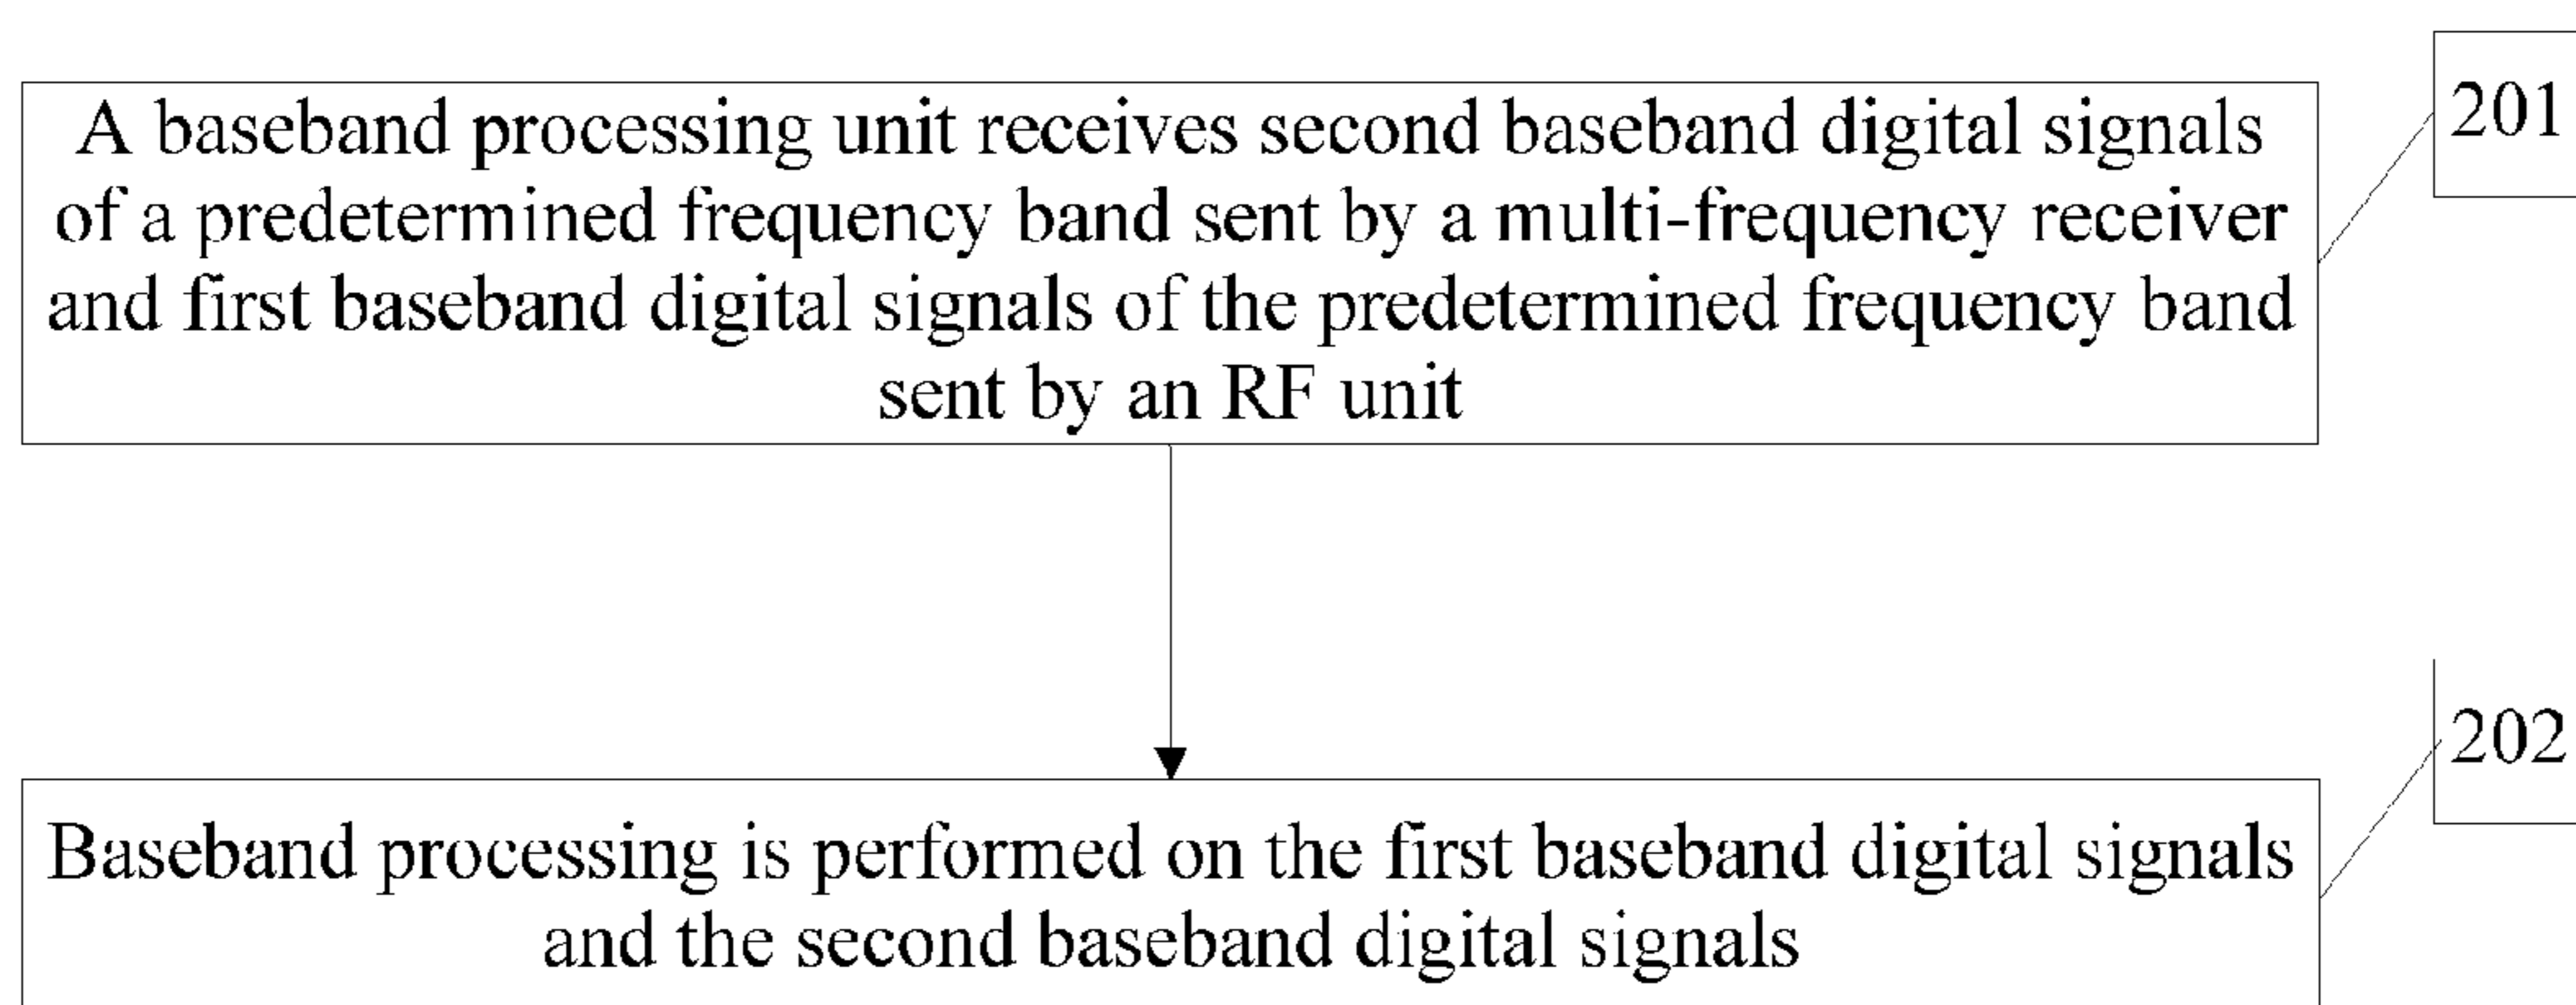 A baseband processing unit receives second baseband digital signals
of a predetermined frequency band sent by a multi-frequency receiver
and first baseband digital signals of the predetermined frequency band
sent by an RF unit
201
Baseband processing is performed on the first baseband digital signals
and the second baseband digital signals
202